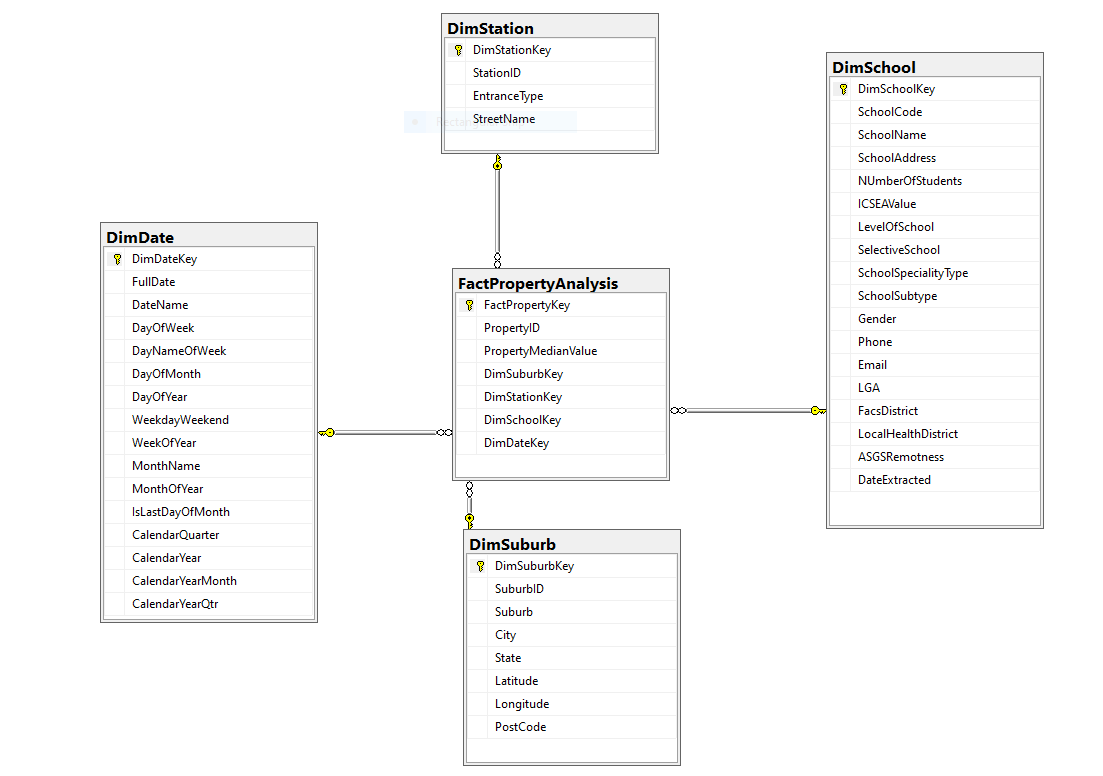 DimStation
DimStationKey
StationID
EntranceType
StreetName
DimSchool
DimSchoolKey
SchoolCode
SchoolName
SchoolAddress
NUmberOfStudents
ICSEAValue
LevelOfSchool
SelectiveSchool
SchoolSpecialityType
SchoolSubtype
Gender
Phone
Email
LGA
FacsDistrict
LocalHealthDistrict
ASGSRemotness
DateExtracted
DimDate
DimDateKey
FullDate
DateName
DayOfWeek
DayNameOfWeek
DayOfMonth
DayOfYear
WeekdayWeekend
WeekOfYear
MonthName
MonthOfYear
IsLastDayOfMonth
CalendarQuarter
CalendarYear
CalendarYearMonth
CalendarYearQtr
FactPropertyAnalysis
FactPropertyKey
PropertyID
PropertyMedianValue
DimSuburbKey
DimStationKey
DimSchoolKey
DimDateKey
DimSuburb
DimSuburbKey
SuburbID
Suburb
City
State
Latitude
Longitude
PostCode